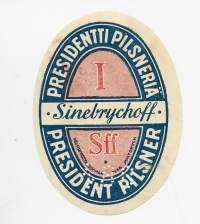 PRESIDENTTI PILSNERIÄ
I
Sinebrychoff
Sff
PRESIDENT PILSNER